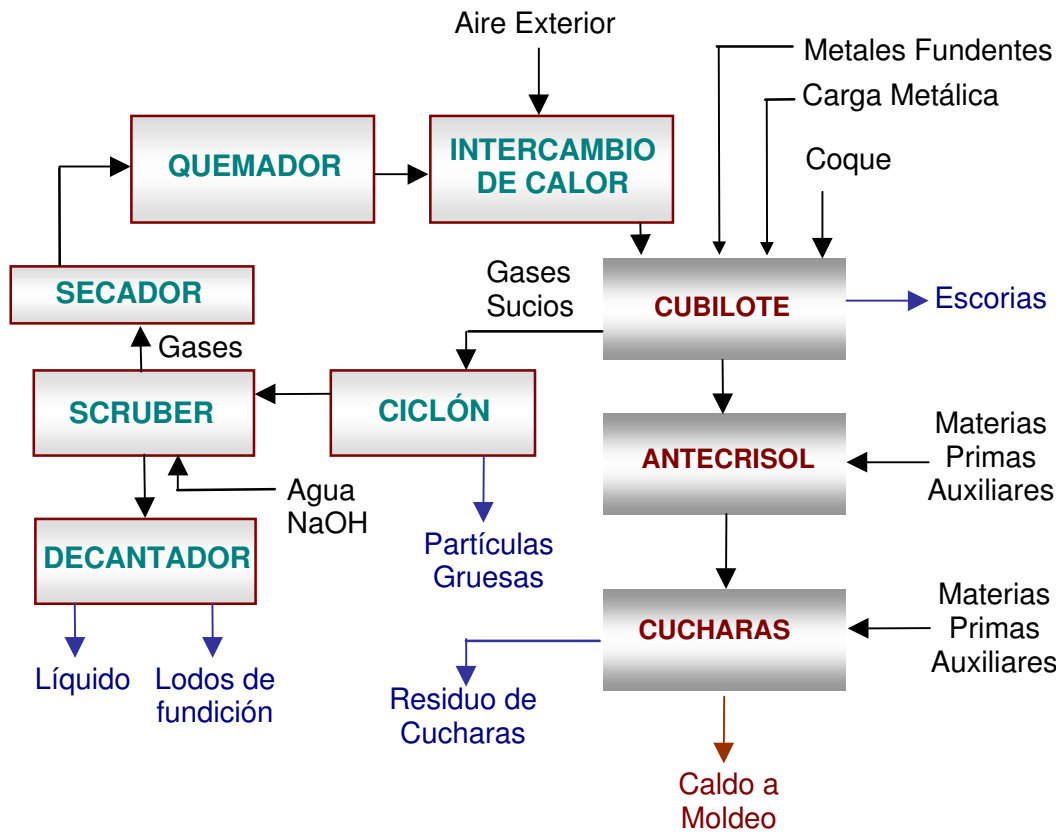 Aire Exterior
Metales Fundentes
Carga Metálica
Coque
QUEMADOR
INTERCAMBIO
DE CALOR
SECADOR
Gases
Sucios
CUBILOTE
Escorias
Gases
SCRUBER
CICLÓN
ANTECRISOL
Materias
Primas
Auxiliares
Agua
NaOH
DECANTADOR
Partículas
Gruesas
CUCHARAS
Materias
Primas
Auxiliares
Líquido
Lodos de
fundición
Residuo de
Cucharas
Caldo a
Moldeo